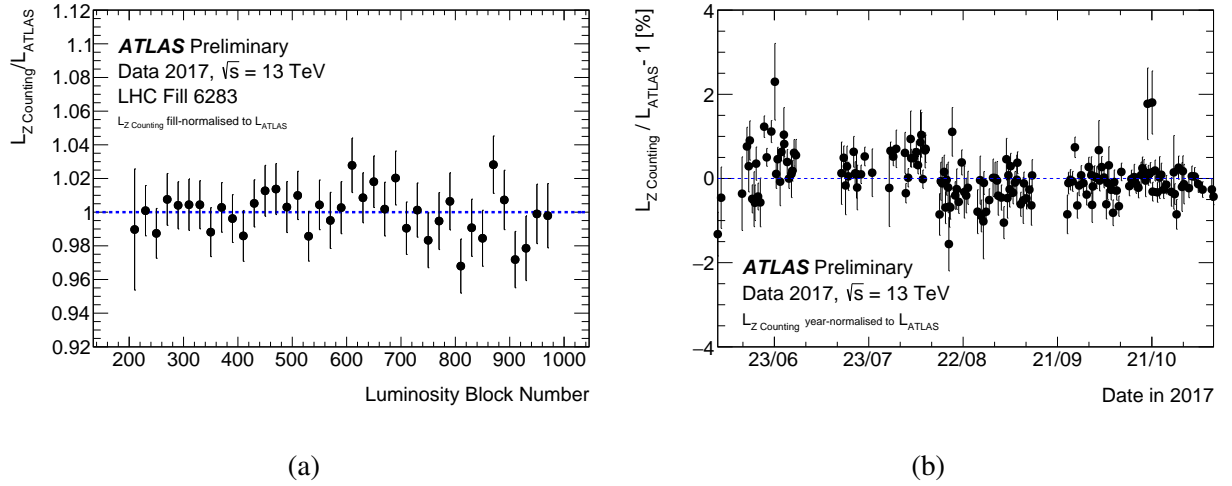 L_Z Counting/L_ATLAS
1.12
1.1
1.08
1.06
1.04
1.02
1
0.98
0.96
0.94
0.92
ATLAS Preliminary
Data 2017, √s = 13 TeV
LHC Fill 6283
L_Z Counting fill-normalised to L_ATLAS
200 300 400 500 600 700 800 900 1000
Luminosity Block Number
(a)
L_Z Counting / L_ATLAS - 1 [%]
4
2
0
−2
−4
ATLAS Preliminary
Data 2017, √s = 13 TeV
L_Z Counting year-normalised to L_ATLAS
23/06 23/07 22/08 21/09 21/10
Date in 2017
(b)